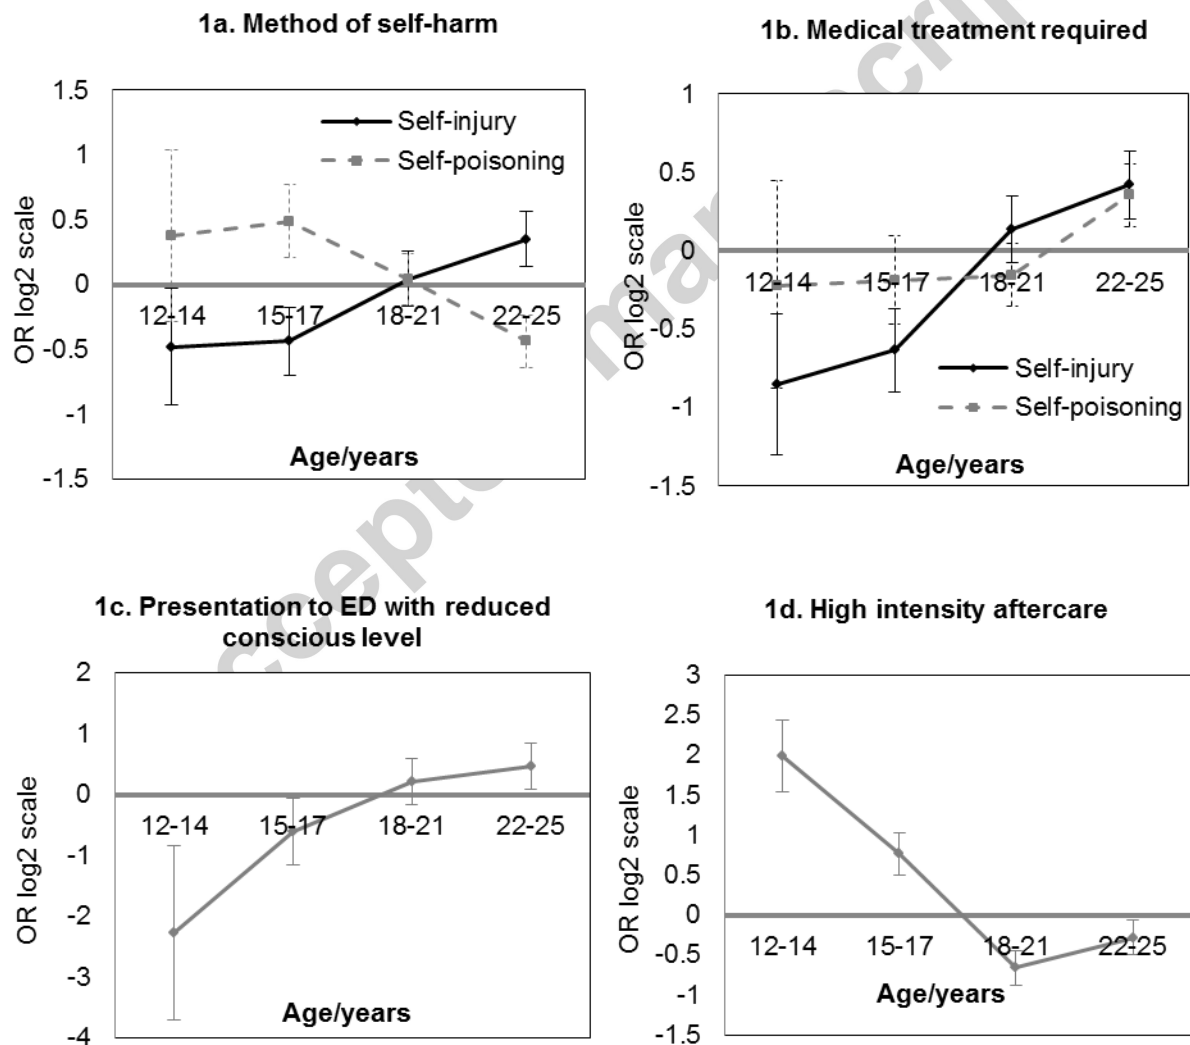 1a. Method of self-harm
1.5
1
0.5
0
-0.5
-1
-1.5
OR log2 scale
Self-injury
Self-poisoning
12-14
15-17
18-21
22-25
Age/years
1b. Medical treatment required
1
0.5
0
-0.5
-1
-1.5
OR log2 scale
12-14
15-17
18-21
22-25
Self-injury
Self-poisoning
Age/years
1c. Presentation to ED with reduced
conscious level
2
1
0
-1
-2
-3
-4
OR log2 scale
12-14
15-17
18-21
22-25
Age/years
1d. High intensity aftercare
3
2.5
2
1.5
1
0.5
0
-0.5
-1
-1.5
OR log2 scale
12-14
15-17
18-21
22-25
Age/years